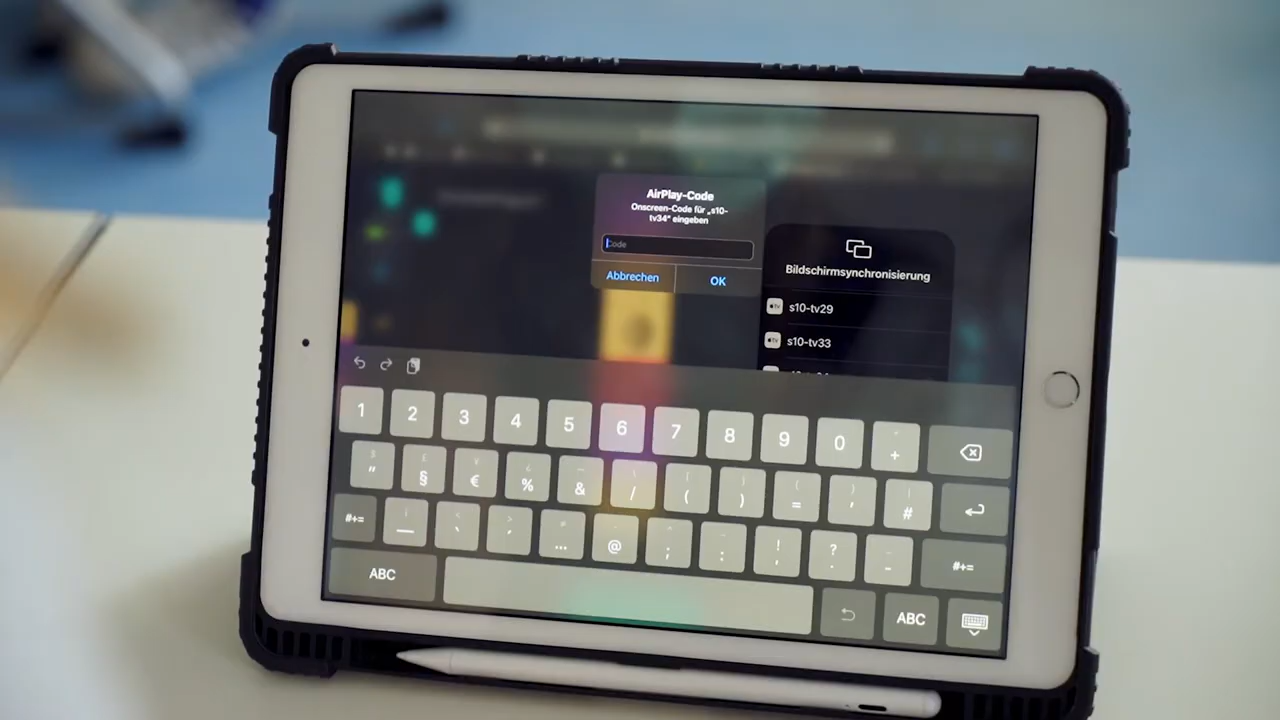 AirPlay-Code
Onscreen-Code für „s10-
tv34“ eingeben
Code
Abbrechen
OK
Bildschirmsynchronisierung
s10-tv29
s10-tv33
1 2 3 4 5 6 7 8 9 0 +
" § € % & / ( ) = ' #
#+= _ ` ' ... @ ; : ! ? - #+=
ABC ABC